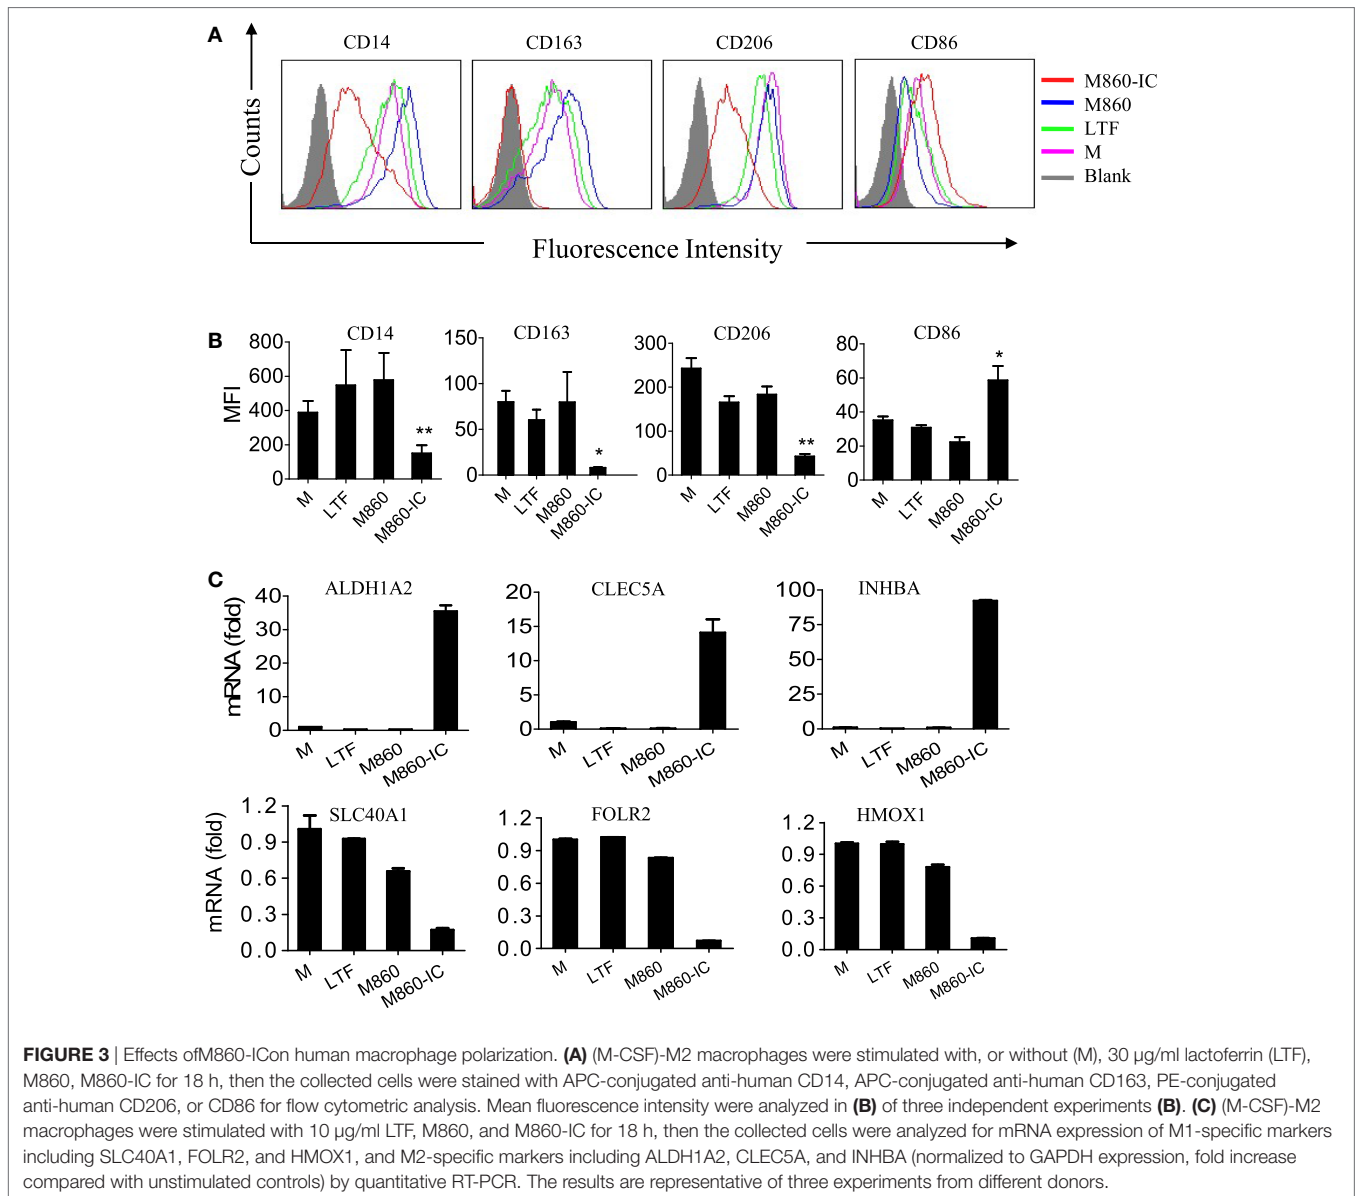 A
CD14
CD163
CD206
CD86
Counts
M860-IC
M860
LTF
M
Blank
Fluorescence Intensity
B
CD14
CD163
CD206
CD86
MFI
800
600
400
200
0
**
M
LTF
M860
M860-IC
150
100
50
0
*
M
LTF
M860
M860-IC
300
200
100
0
**
M
LTF
M860
M860-IC
80
60
40
20
0
*
M
LTF
M860
M860-IC
C
ALDH1A2
mRNA (fold)
40
30
20
10
0
M
LTF
M860
M860-IC
CLEC5A
20
15
10
5
0
M
LTF
M860
M860-IC
INHBA
100
75
50
25
0
M
LTF
M860
M860-IC
SLC40A1
mRNA (fold)
1.2
0.9
0.6
0.3
0.0
M
LTF
M860
M860-IC
FOLR2
1.2
0.9
0.6
0.3
0.0
M
LTF
M860
M860-IC
HMOX1
1.2
0.9
0.6
0.3
0.0
M
LTF
M860
M860-IC
FIGURE 3 | Effects ofM860-ICon human macrophage polarization. (A) (M-CSF)-M2 macrophages were stimulated with, or without (M), 30 µg/ml lactoferrin (LTF),
M860, M860-IC for 18 h, then the collected cells were stained with APC-conjugated anti-human CD14, APC-conjugated anti-human CD163, PE-conjugated
anti-human CD206, or CD86 for flow cytometric analysis. Mean fluorescence intensity were analyzed in (B) of three independent experiments (B). (C) (M-CSF)-M2
macrophages were stimulated with 10 µg/ml LTF, M860, and M860-IC for 18 h, then the collected cells were analyzed for mRNA expression of M1-specific markers
including SLC40A1, FOLR2, and HMOX1, and M2-specific markers including ALDH1A2, CLEC5A, and INHBA (normalized to GAPDH expression, fold increase
compared with unstimulated controls) by quantitative RT-PCR. The results are representative of three experiments from different donors.